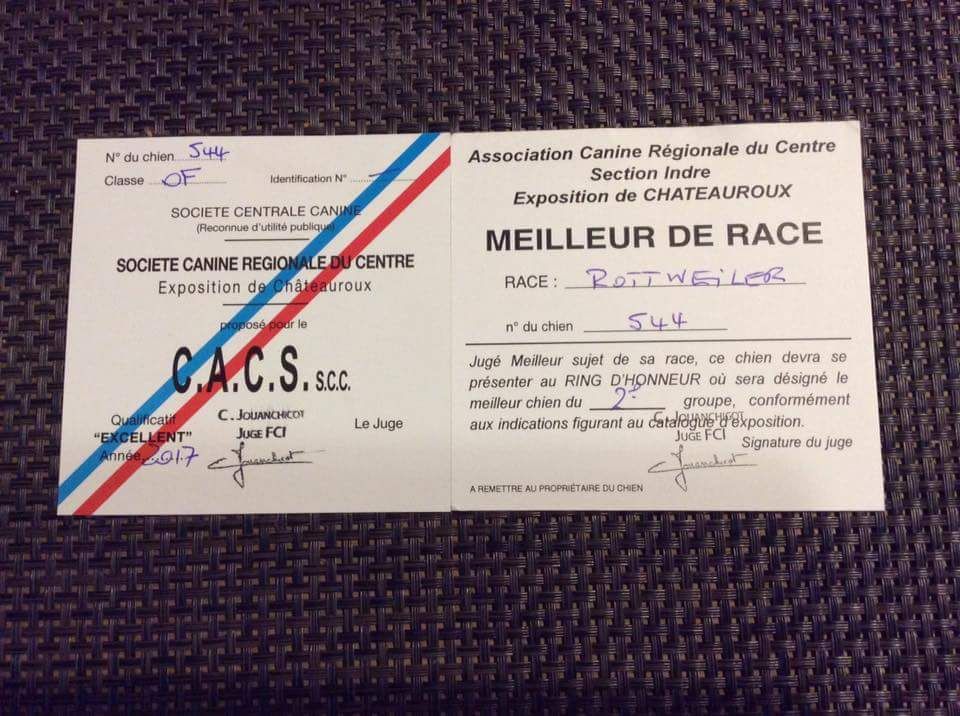 N° du chien 544
Classe OF Identification N°
SOCIETE CENTRALE CANINE
(Reconnue d'utilité publique)
SOCIETE CANINE REGIONALE DU CENTRE
Exposition de Châteauroux
proposé pour le
C.A.C.S. S.C.C.
Qualificatif
"EXCELLENT"
Année 2017
C. JOUANCHICOT
JUGE FCI
Le Juge
Jouanchicot
Association Canine Régionale du Centre
Section Indre
Exposition de CHATEAUROUX
MEILLEUR DE RACE
RACE : ROTTWEILER
n° du chien 544
Jugé Meilleur sujet de sa race, ce chien devra se
présenter au RING D'HONNEUR où sera désigné le
meilleur chien du 2e groupe, conformément
aux indications figurant au catalogue d'exposition.
C. JOUANCHICOT
JUGE FCI
Signature du juge
Jouanchicot
A REMETTRE AU PROPRIÉTAIRE DU CHIEN